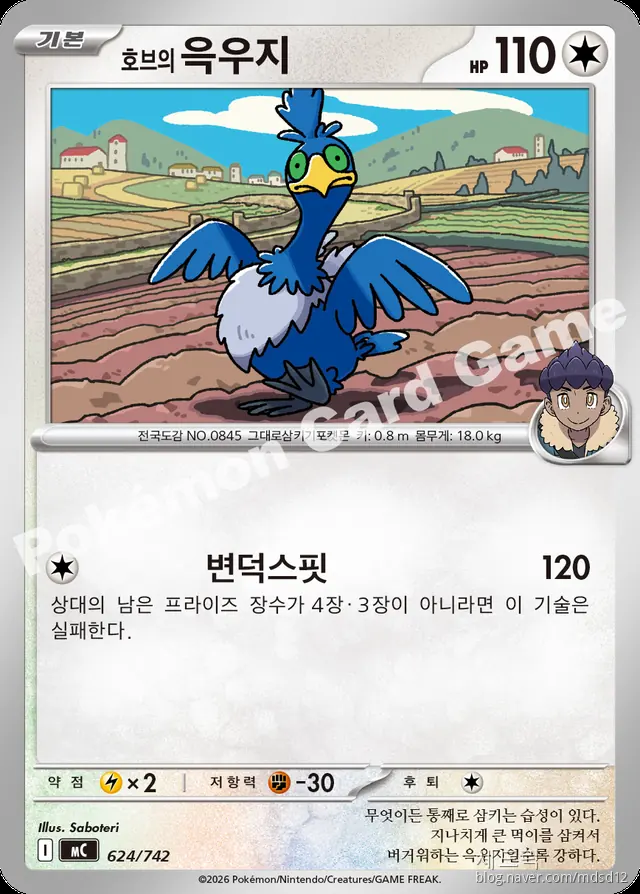 기본
호브의 윽우지
HP 110
전국도감 NO.0845 그대로삼키기포켓몬 키: 0.8 m 몸무게: 18.0 kg
Pokémon Card Game
변덕스핏 120
상대의 남은 프라이즈 장수가 4장·3장이 아니라면 이 기술은
실패한다.
약점 ×2 저항력 -30 후퇴
Illus. Saboteri
I MC 624/742
무엇이든 통째로 삼키는 습성이 있다.
지나치게 큰 먹이를 삼켜서
버거워하는 윽우지일수록 강하다.
©2026 Pokémon/Nintendo/Creatures/GAME FREAK.
blog.naver.com/mdsd12